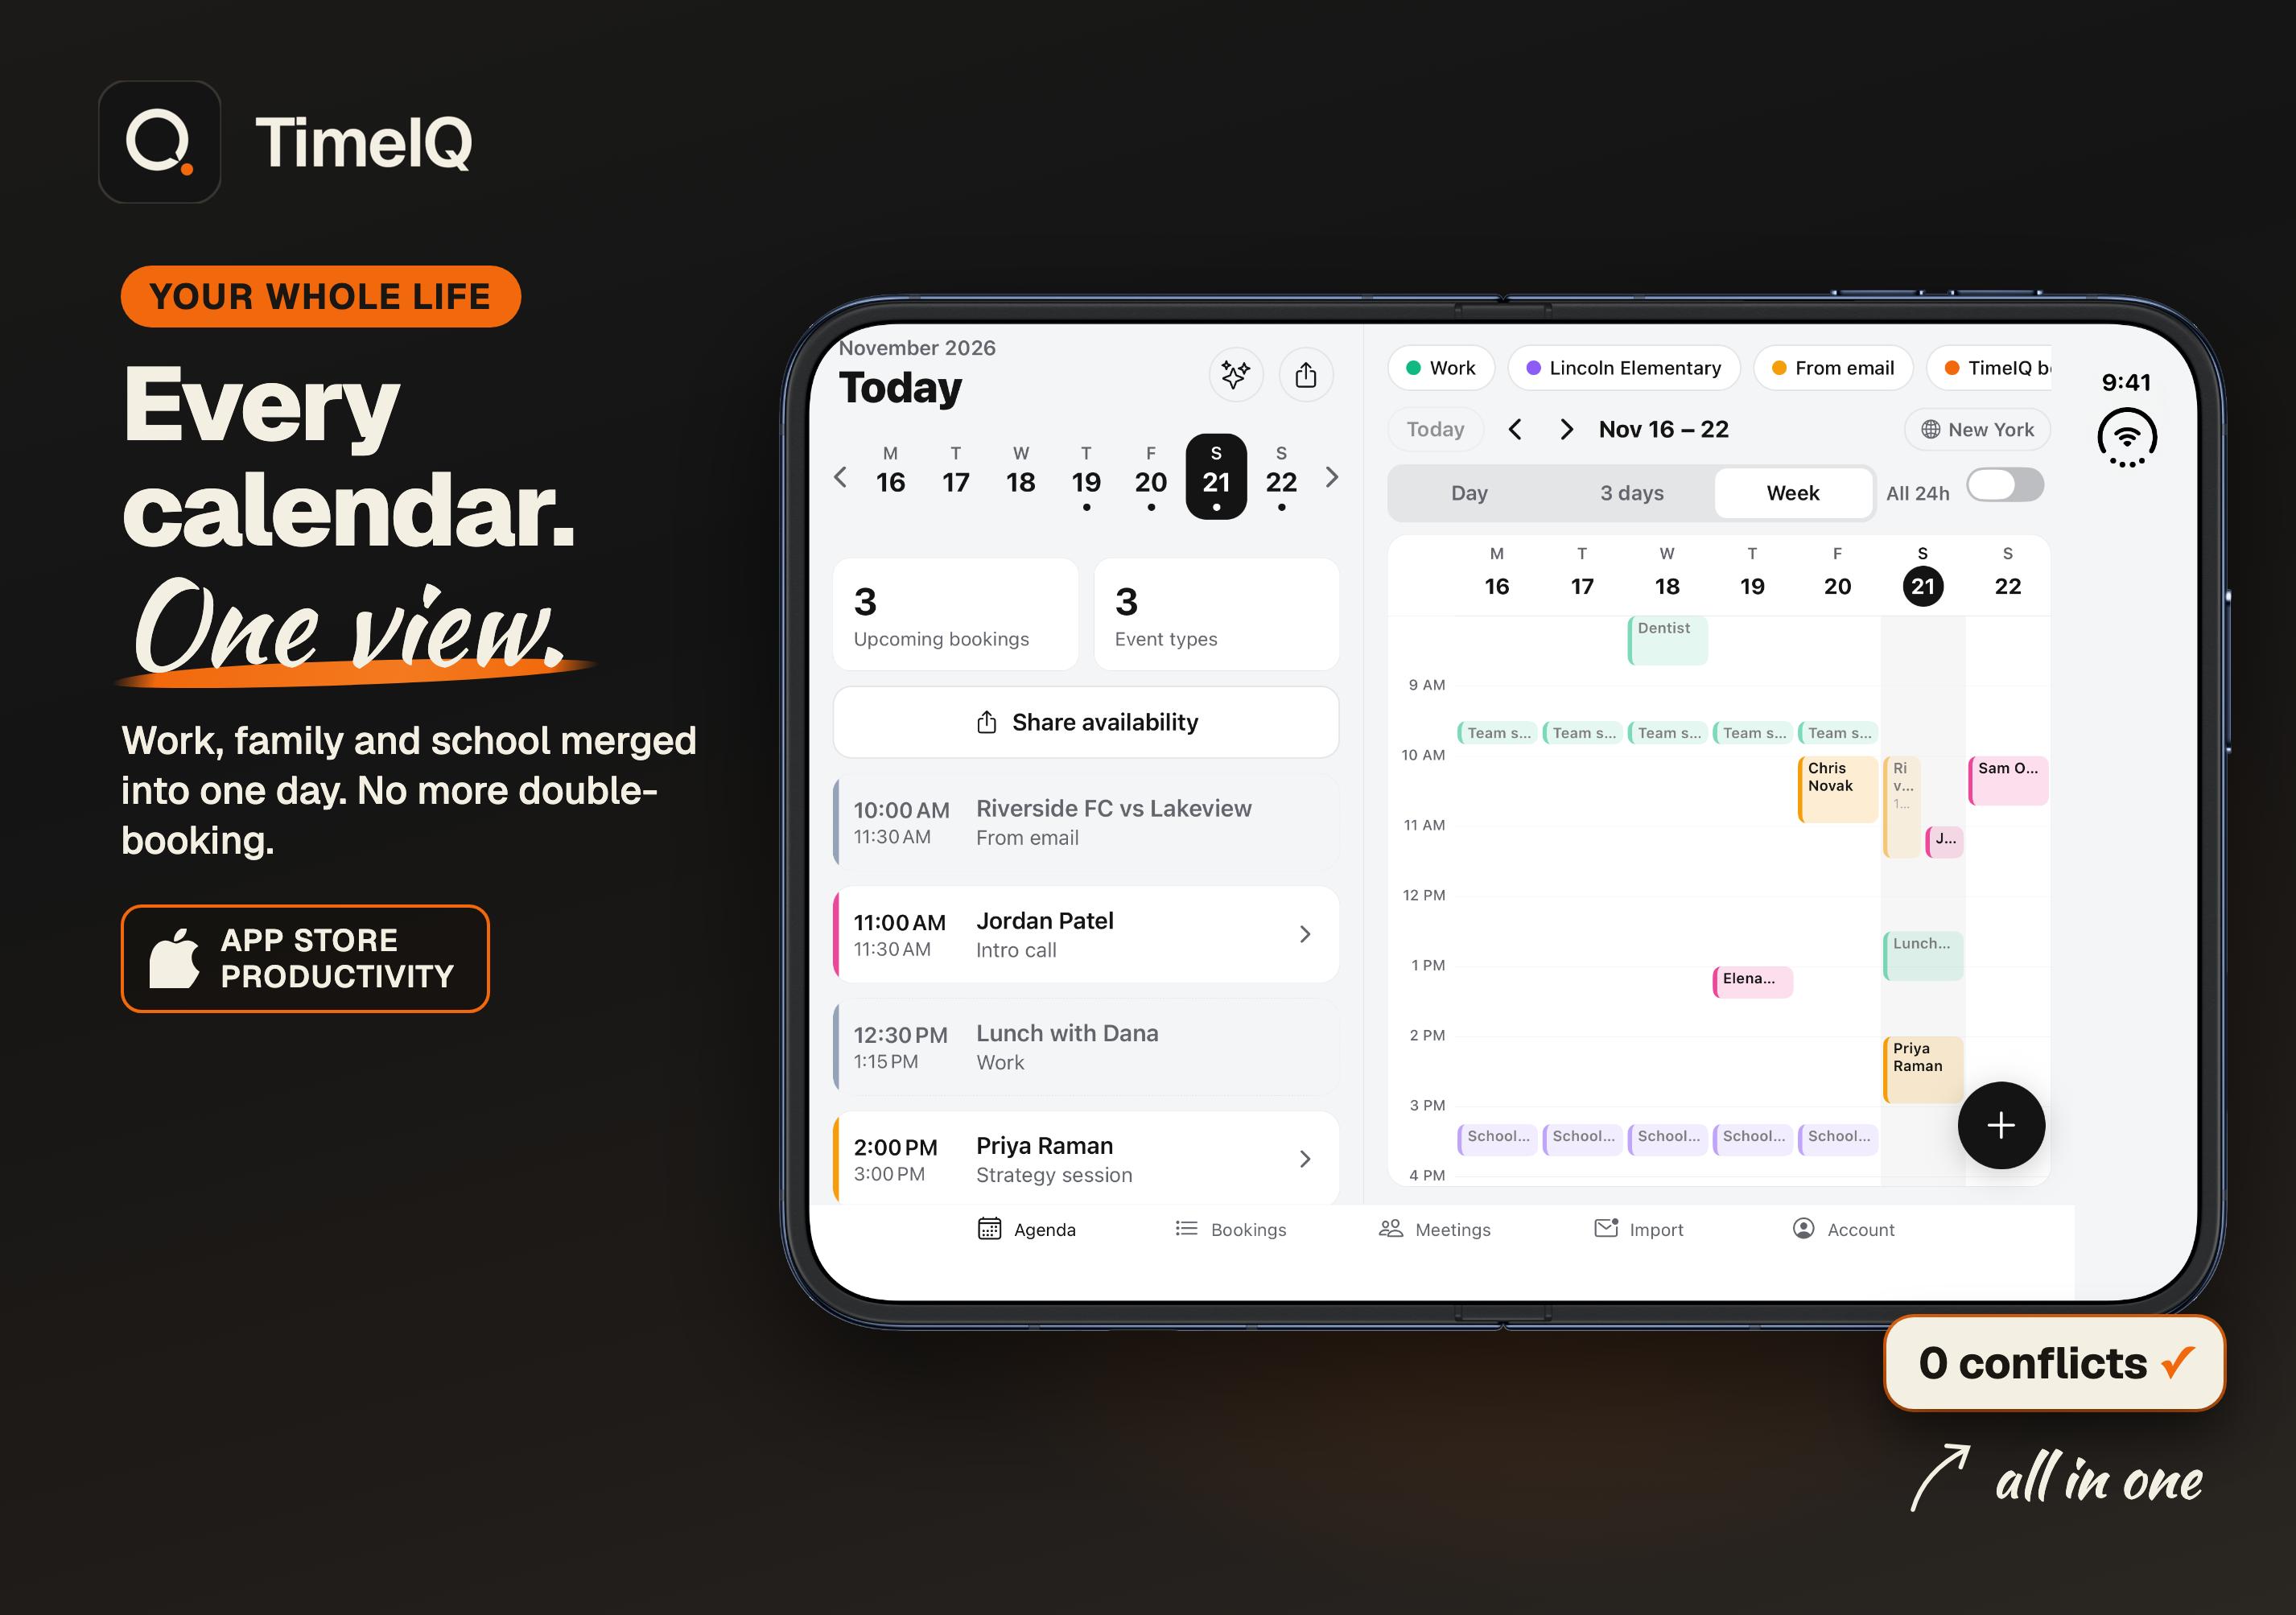 TimeIQ
YOUR WHOLE LIFE
Every
calendar.
One view.
Work, family and school merged
into one day. No more double-
booking.
APP STORE
PRODUCTIVITY
November 2026
Today
M T W T F S S
16 17 18 19 20 21 22
3
Upcoming bookings
3
Event types
Share availability
10:00 AM Riverside FC vs Lakeview
11:30 AM From email
11:00 AM Jordan Patel
11:30 AM Intro call
12:30 PM Lunch with Dana
1:15 PM Work
2:00 PM Priya Raman
3:00 PM Strategy session
Work Lincoln Elementary From email TimeIQ b
Today Nov 16 – 22 New York
Day 3 days Week All 24h
M T W T F S S
16 17 18 19 20 21 22
Dentist
9 AM
Team s... Team s... Team s... Team s... Team s...
10 AM
Chris
Novak
Ri
v...
1...
Sam O...
11 AM
J...
12 PM
Lunch...
1 PM
Elena...
2 PM
Priya
Raman
3 PM
School... School... School... School... School...
4 PM
9:41
Agenda Bookings Meetings Import Account
0 conflicts
all in one